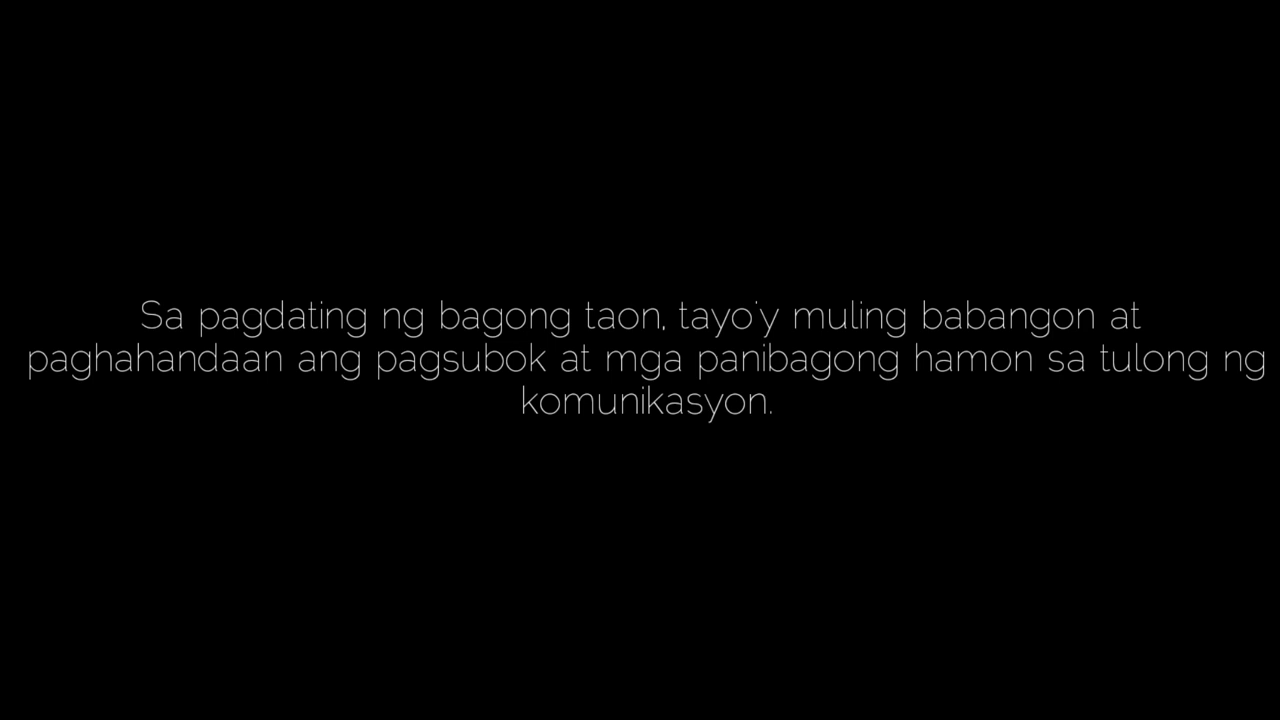 Sa pagdating ng bagong taon, tayo'y muling babangon at
paghahandaan ang pagsubok at mga panibagong hamon sa tulong ng
komunikasyon.